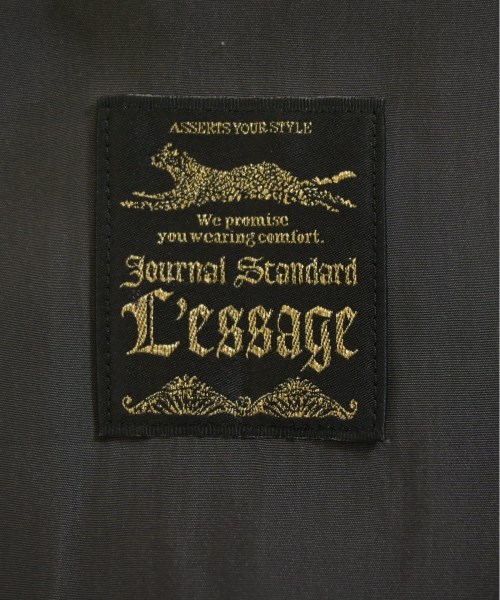 ASSERTS YOUR STYLE
We promise
you wearing comfort.
Journal Standard
L'essage